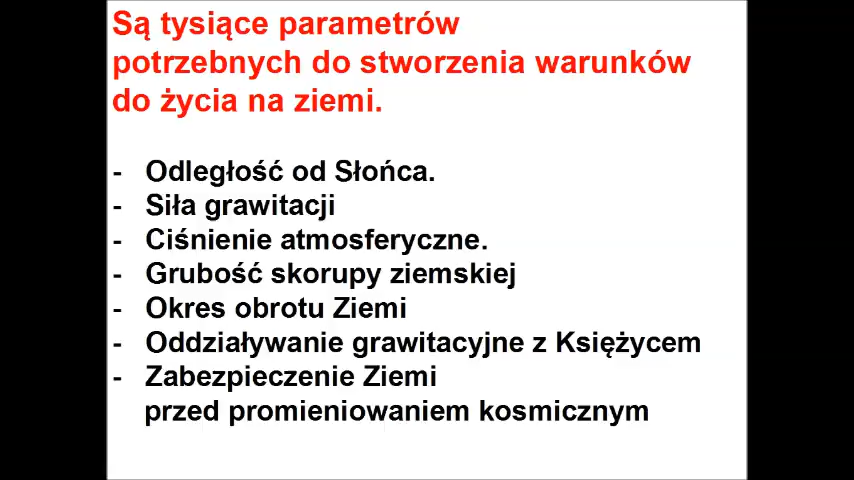 Są tysiące parametrów
potrzebnych do stworzenia warunków
do życia na ziemi.
- Odległość od Słońca.
- Siła grawitacji
- Ciśnienie atmosferyczne.
- Grubość skorupy ziemskiej
- Okres obrotu Ziemi
- Oddziaływanie grawitacyjne z Księżycem
- Zabezpieczenie Ziemi
przed promieniowaniem kosmicznym